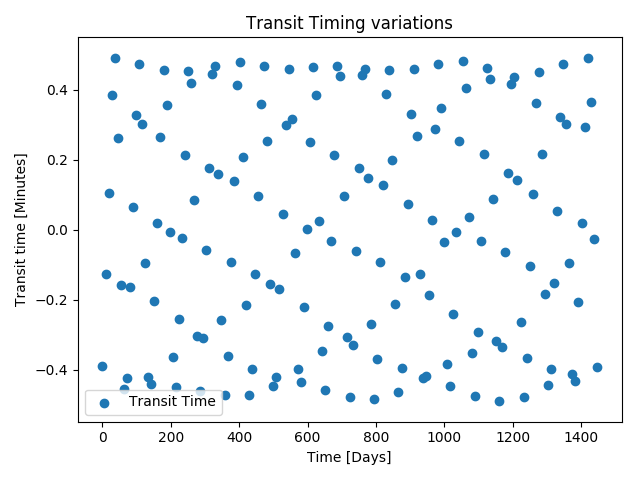 Transit Timing variations
Transit time [Minutes]
0.4
0.2
0.0
−0.2
−0.4
Transit Time
0 200 400 600 800 1000 1200 1400
Time [Days]